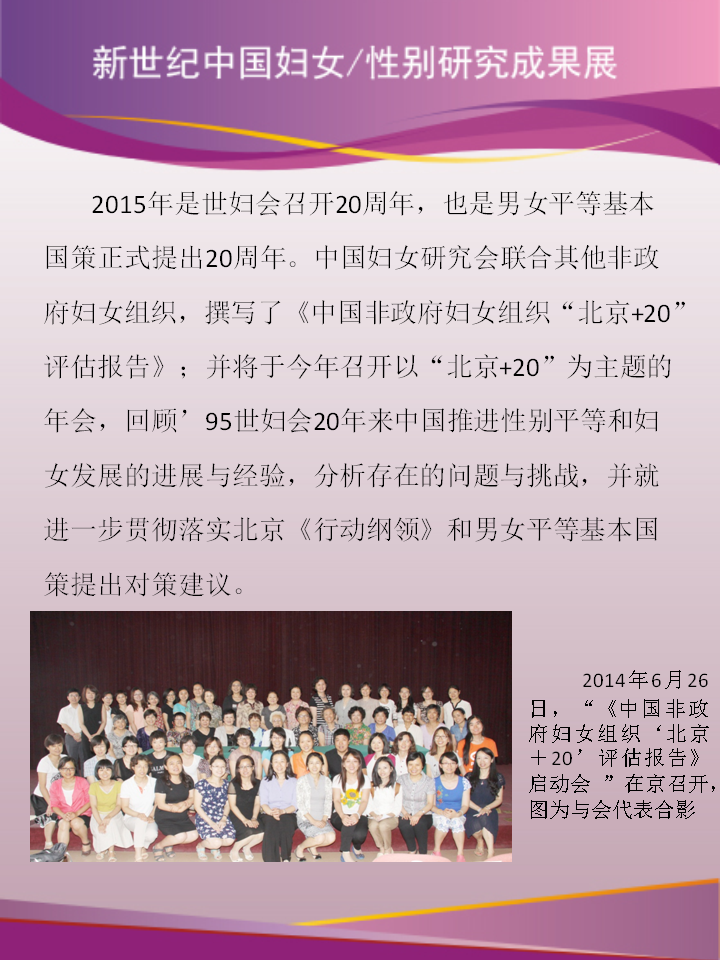 新世纪中国妇女/性别研究成果展
2015年是世妇会召开20周年，也是男女平等基本
国策正式提出20周年。中国妇女研究会联合其他非政
府妇女组织，撰写了《中国非政府妇女组织“北京+20”
评估报告》；并将于今年召开以“北京+20”为主题的
年会，回顾’95世妇会20年来中国推进性别平等和妇
女发展的进展与经验，分析存在的问题与挑战，并就
进一步贯彻落实北京《行动纲领》和男女平等基本国
策提出对策建议。
2014年6月26
日，“《中国非政
府妇女组织‘北京
＋20’评估报告》
启动会 ”在京召开，
图为与会代表合影